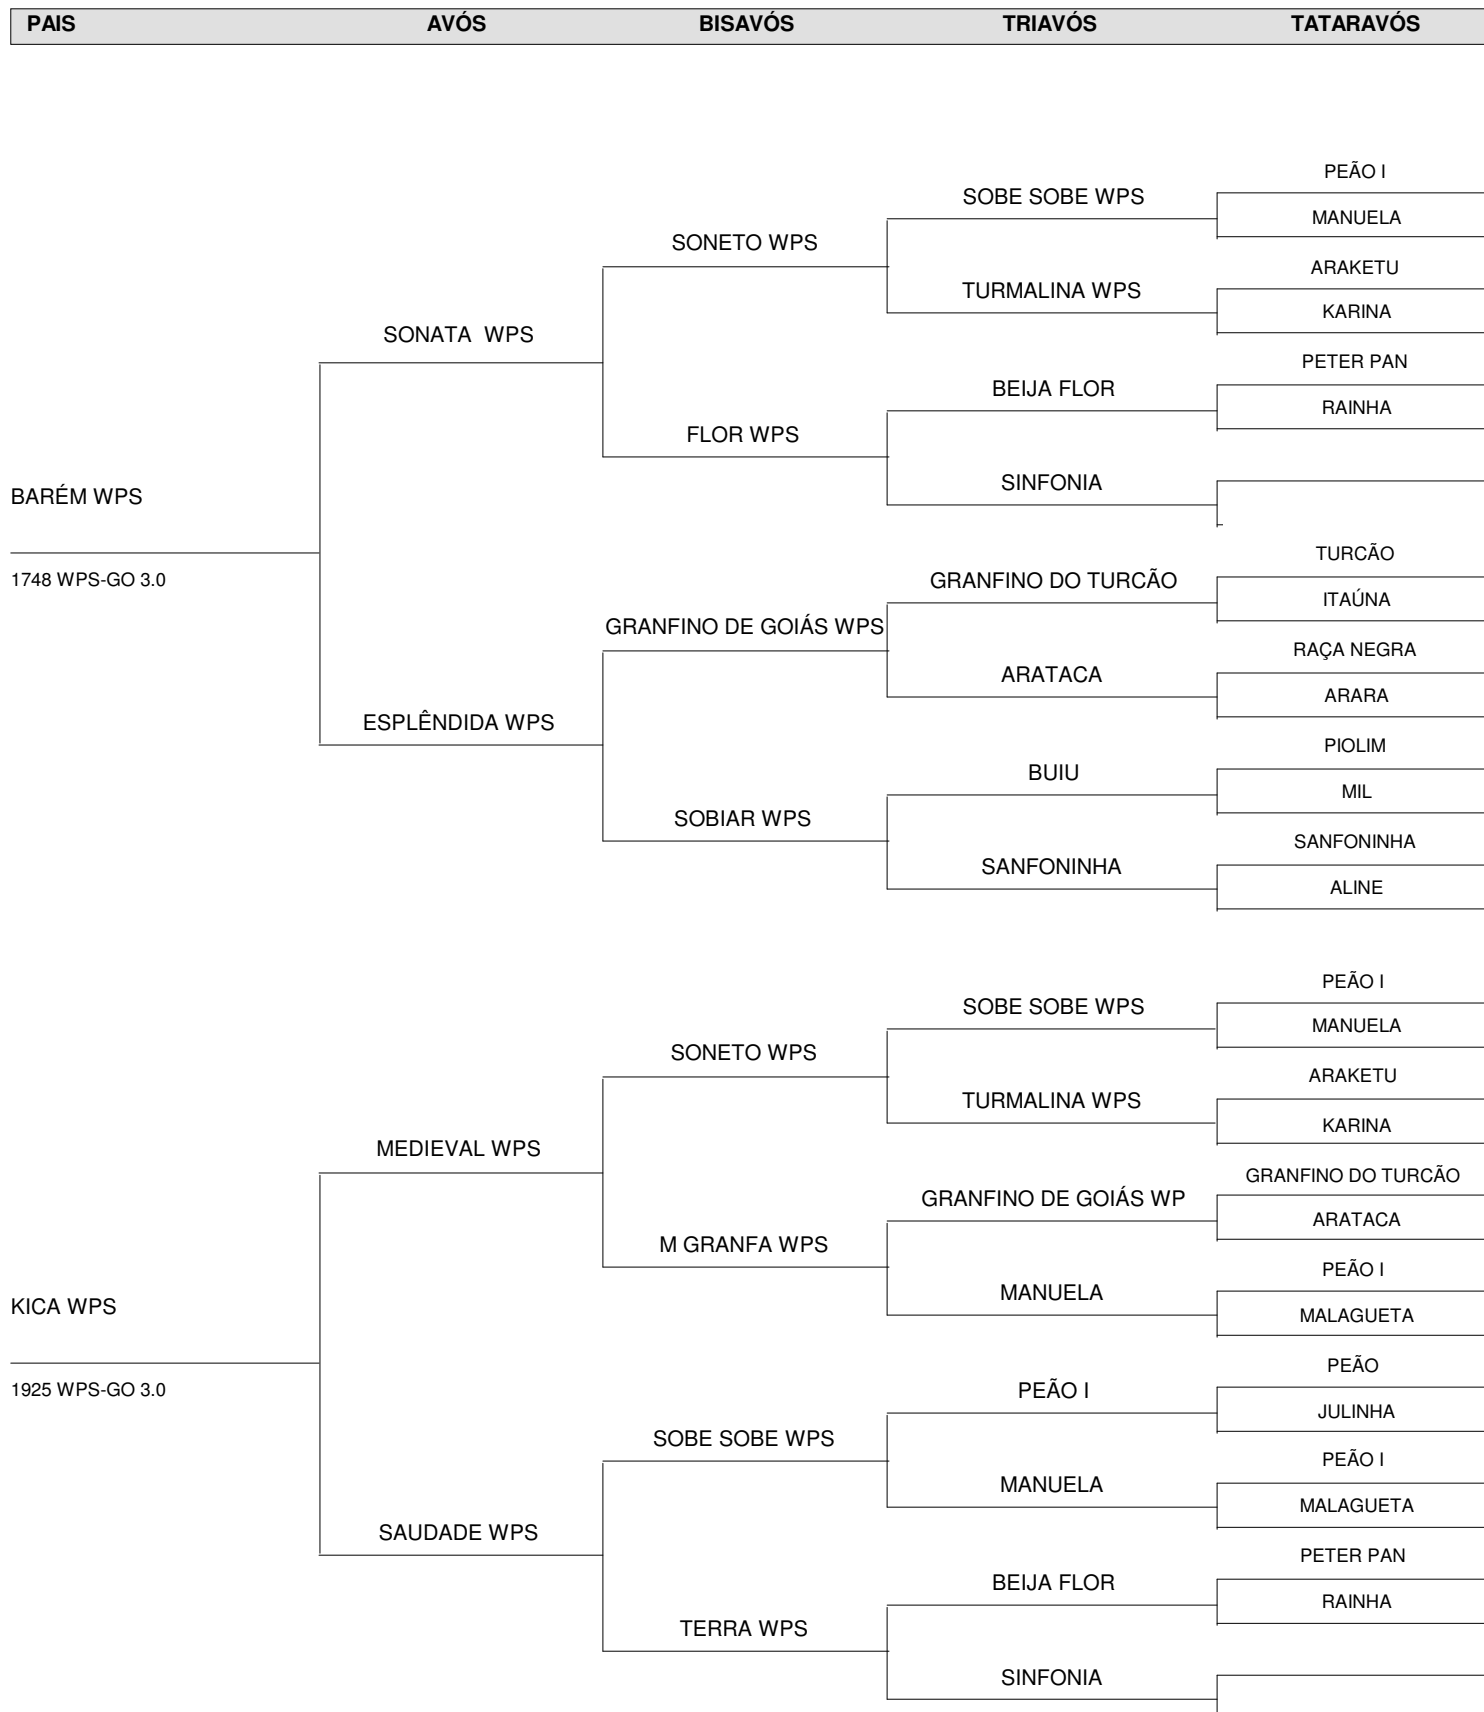 PAIS AVÓS BISAVÓS TRIAVÓS TATARAVÓS
PEÃO I
SOBE SOBE WPS
MANUELA
SONETO WPS
ARAKETU
TURMALINA WPS
KARINA
SONATA WPS
PETER PAN
BEIJA FLOR
RAINHA
FLOR WPS
SINFONIA
BARÉM WPS
TURCÃO
1748 WPS-GO 3.0
GRANFINO DO TURCÃO
ITAÚNA
GRANFINO DE GOIÁS WPS
RAÇA NEGRA
ARATACA
ARARA
ESPLÊNDIDA WPS
PIOLIM
BUIU
MIL
SOBIAR WPS
SANFONINHA
SANFONINHA
ALINE
PEÃO I
SOBE SOBE WPS
MANUELA
SONETO WPS
ARAKETU
TURMALINA WPS
KARINA
MEDIEVAL WPS
GRANFINO DO TURCÃO
GRANFINO DE GOIÁS WP
ARATACA
M GRANFA WPS
PEÃO I
MANUELA
KICA WPS
MALAGUETA
PEÃO
1925 WPS-GO 3.0
PEÃO I
JULINHA
SOBE SOBE WPS
PEÃO I
MANUELA
MALAGUETA
SAUDADE WPS
PETER PAN
BEIJA FLOR
RAINHA
TERRA WPS
SINFONIA